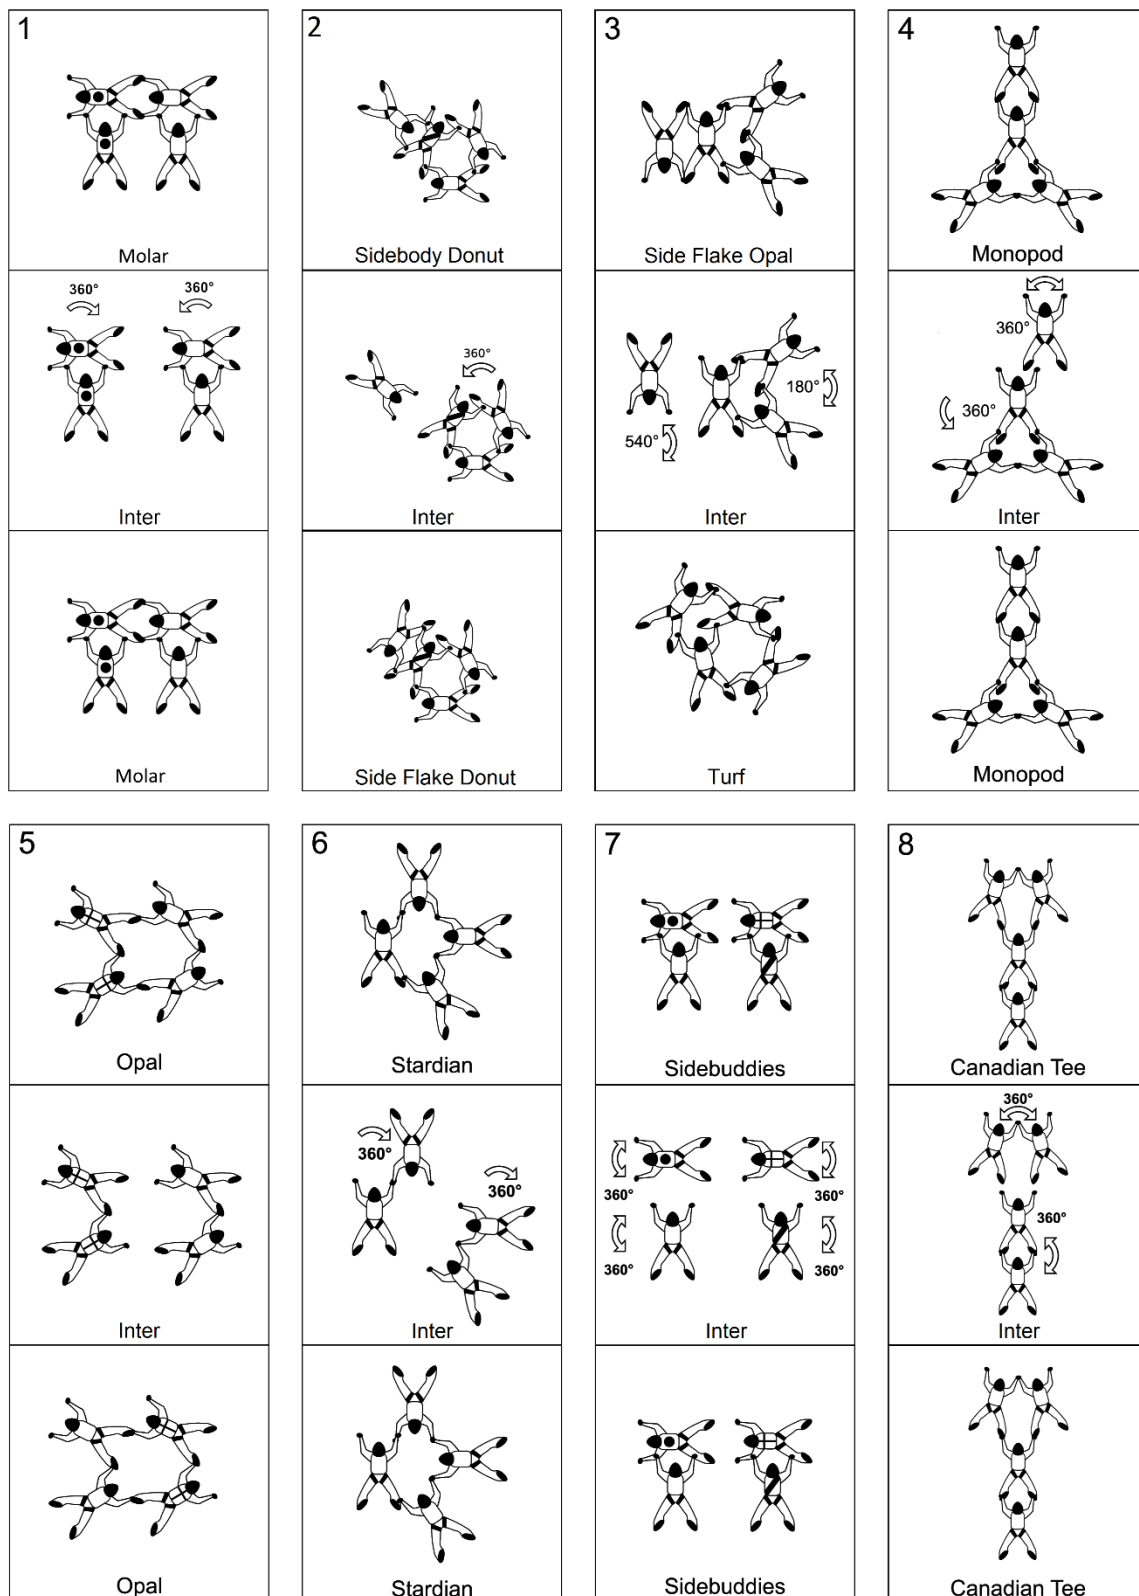 1
Molar
360°
360°
Inter
Molar
2
Sidebody Donut
360°
Inter
Side Flake Donut
3
Side Flake Opal
180°
540°
Inter
Turf
4
Monopod
360°
360°
Inter
Monopod
5
Opal
Inter
Opal
6
Stardian
360°
360°
Inter
Stardian
7
Sidebuddies
360°
360°
360°
360°
Inter
Sidebuddies
8
Canadian Tee
360°
360°
Inter
Canadian Tee